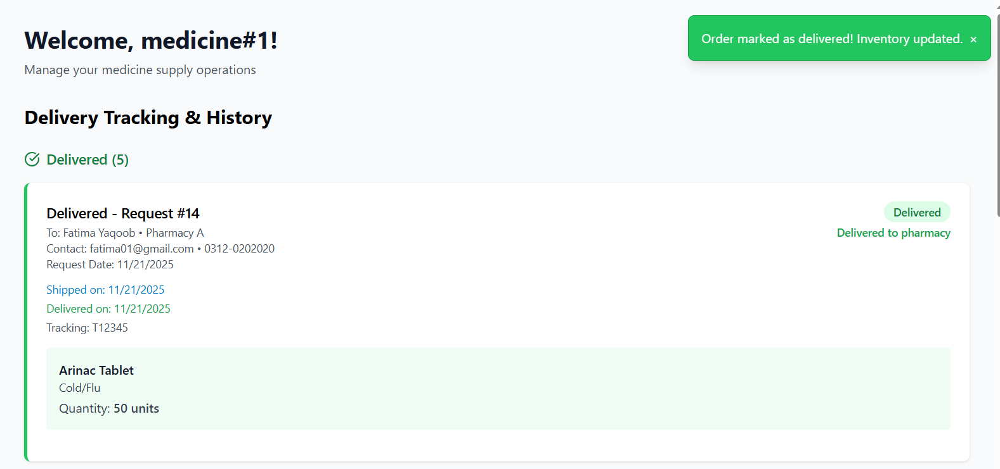 Welcome, medicine#1!
Manage your medicine supply operations
Order marked as delivered! Inventory updated. ×
Delivery Tracking & History
Delivered (5)
Delivered - Request #14
To: Fatima Yaqoob • Pharmacy A
Contact: fatima01@gmail.com • 0312-0202020
Request Date: 11/21/2025
Delivered
Delivered to pharmacy
Shipped on: 11/21/2025
Delivered on: 11/21/2025
Tracking: T12345
Arinac Tablet
Cold/Flu
Quantity: 50 units